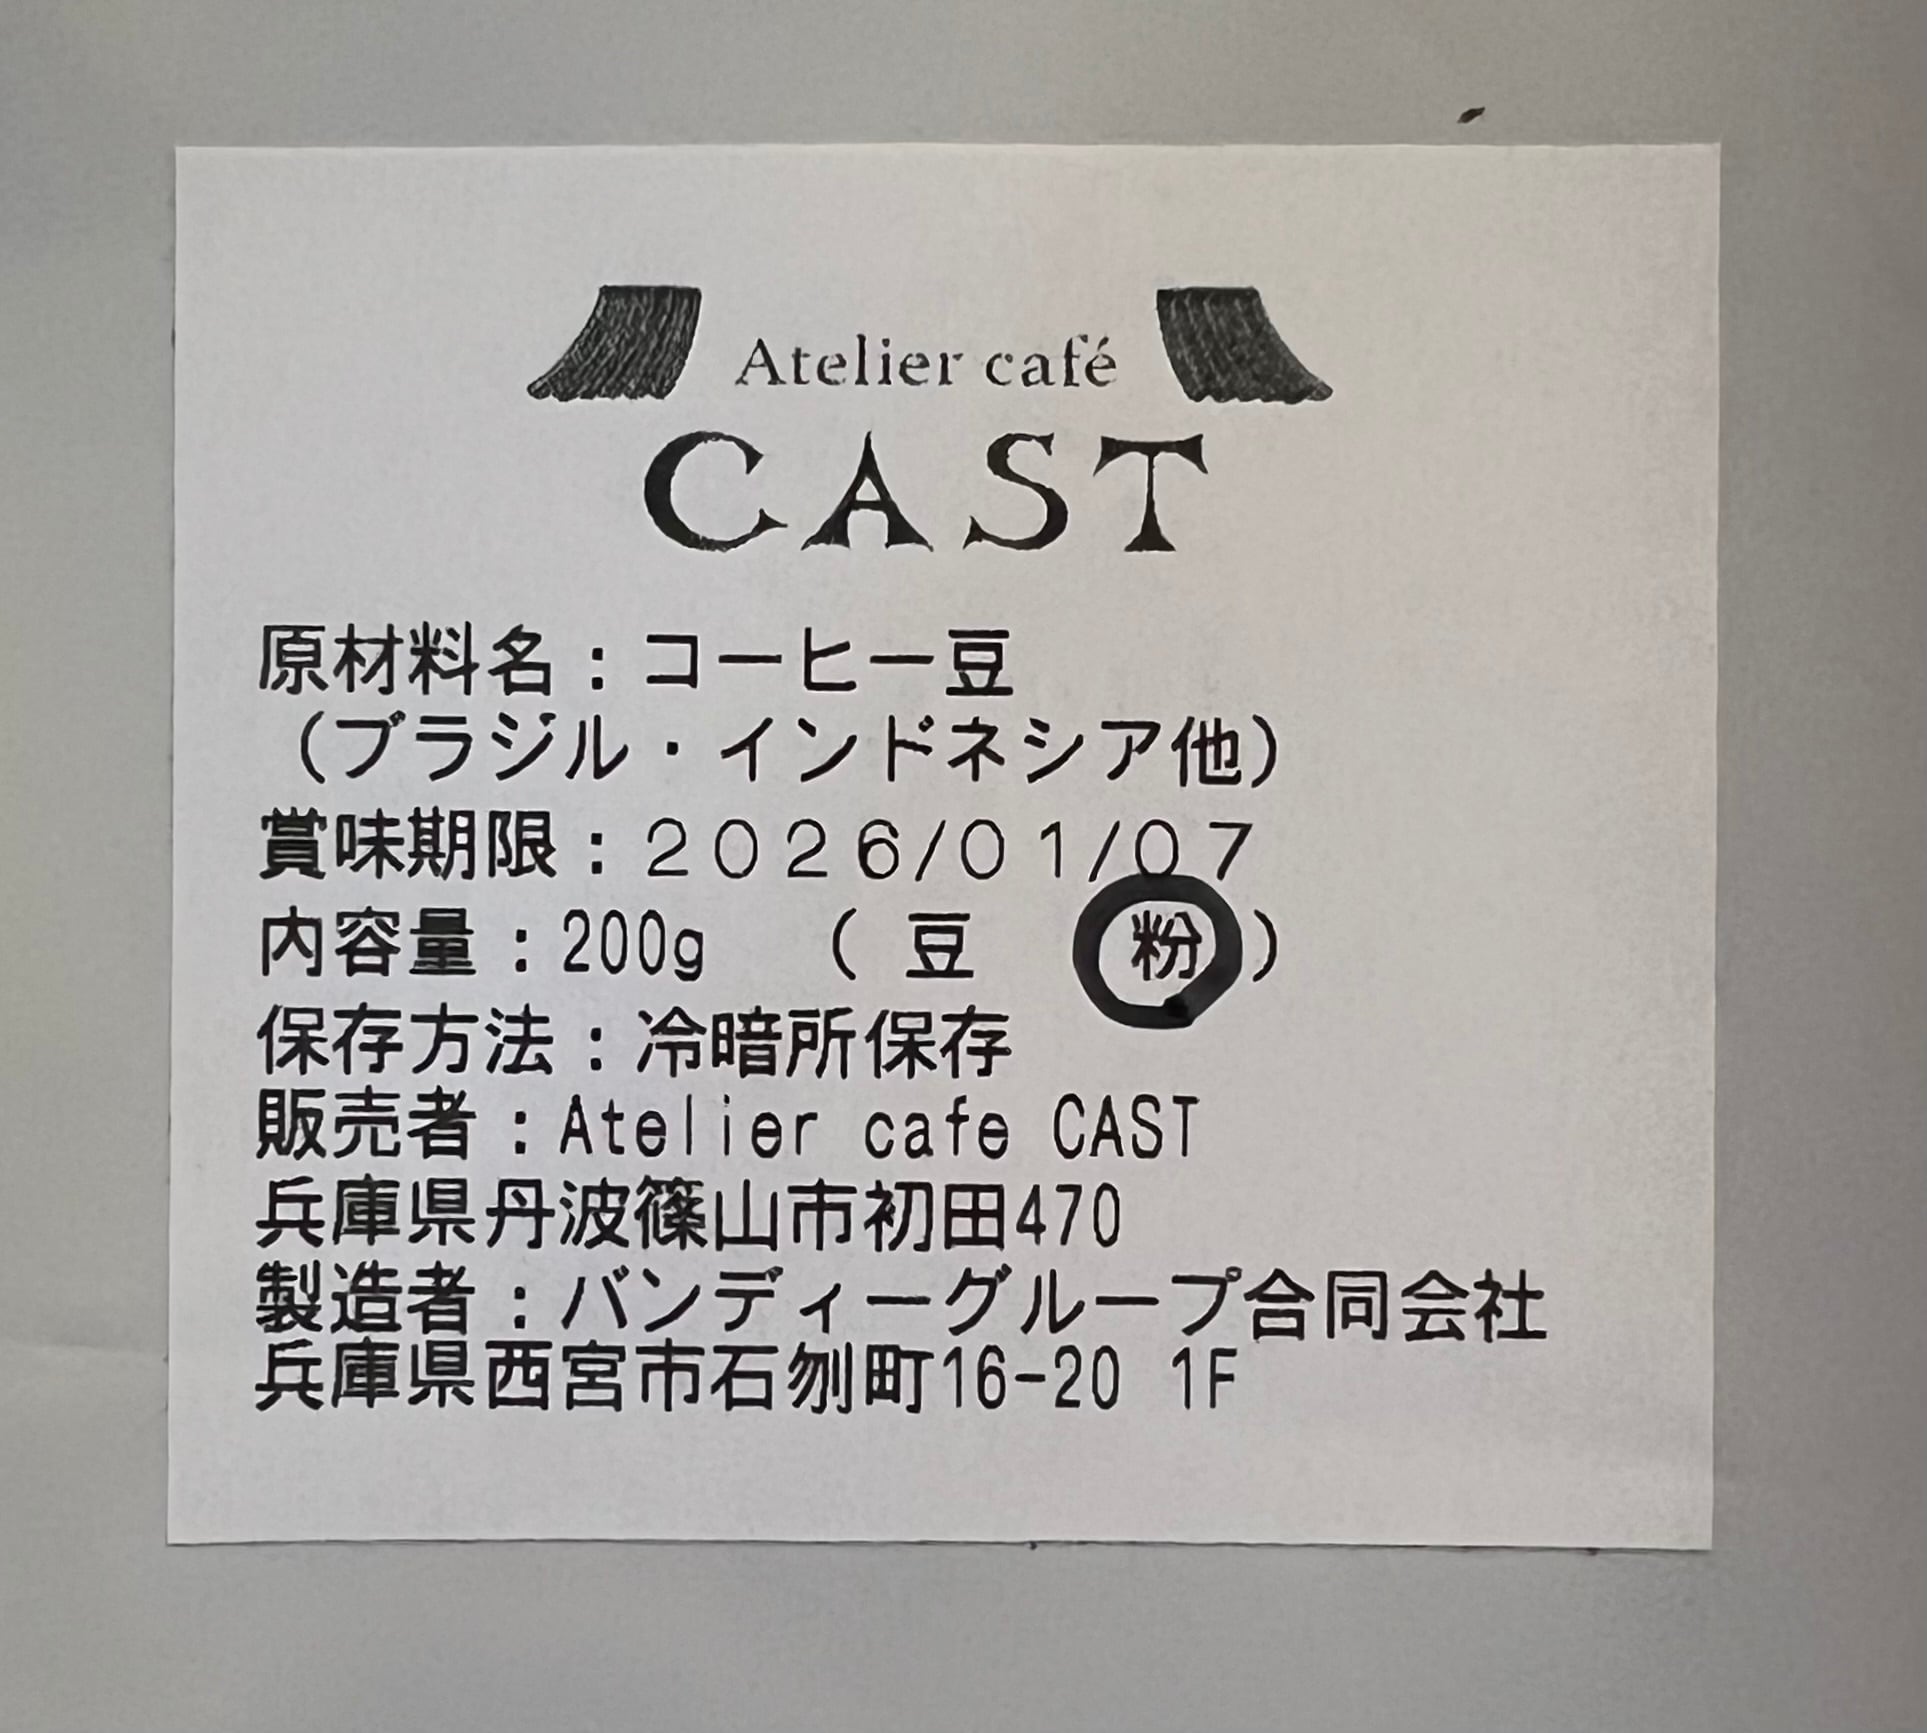 Atelier café
CAST
原材料名：コーヒー豆
（ブラジル・インドネシア他）
賞味期限：２０２６/０１/０７
内容量：200g　（ 豆　粉 ）
保存方法：冷暗所保存
販売者：Atelier cafe CAST
兵庫県丹波篠山市初田470
製造者：バンディーグループ合同会社
兵庫県西宮市石刎町16-20 1F